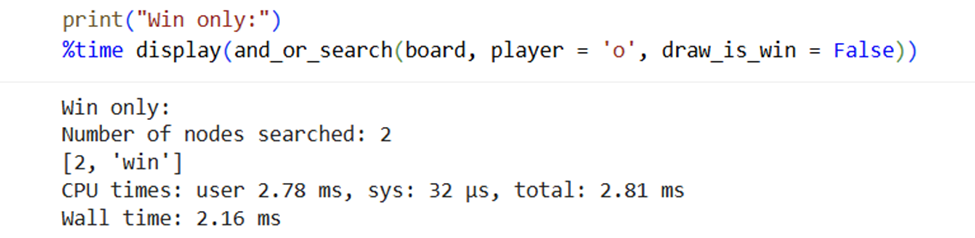 print("Win only:")
%time display(and_or_search(board, player = 'o', draw_is_win = False))
Win only:
Number of nodes searched: 2
[2, 'win']
CPU times: user 2.78 ms, sys: 32 µs, total: 2.81 ms
Wall time: 2.16 ms